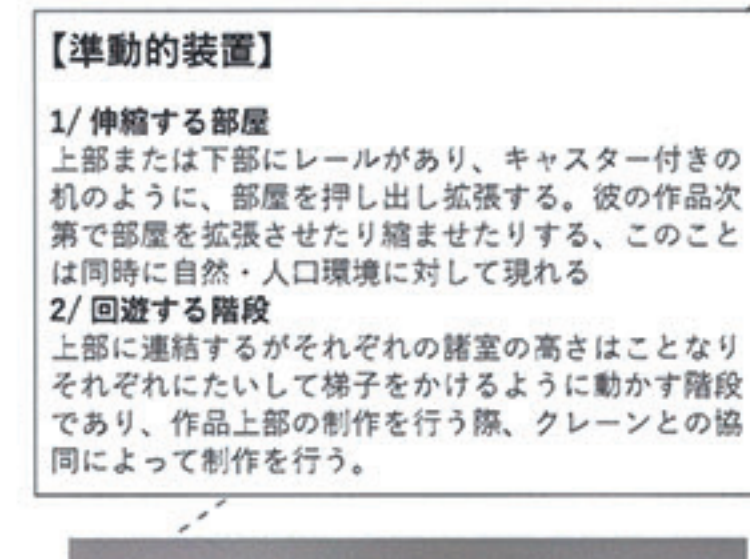 【準動的装置】
1/ 伸縮する部屋
上部または下部にレールがあり、キャスター付きの
机のように、部屋を押し出し拡張する。彼の作品次
第で部屋を拡張させたり縮ませたりする、このこと
は同時に自然・人口環境に対して現れる
2/ 回遊する階段
上部に連結するがそれぞれの諸室の高さはことなり
それぞれにたいして梯子をかけるように動かす階段
であり、作品上部の制作を行う際、クレーンとの協
同によって制作を行う。